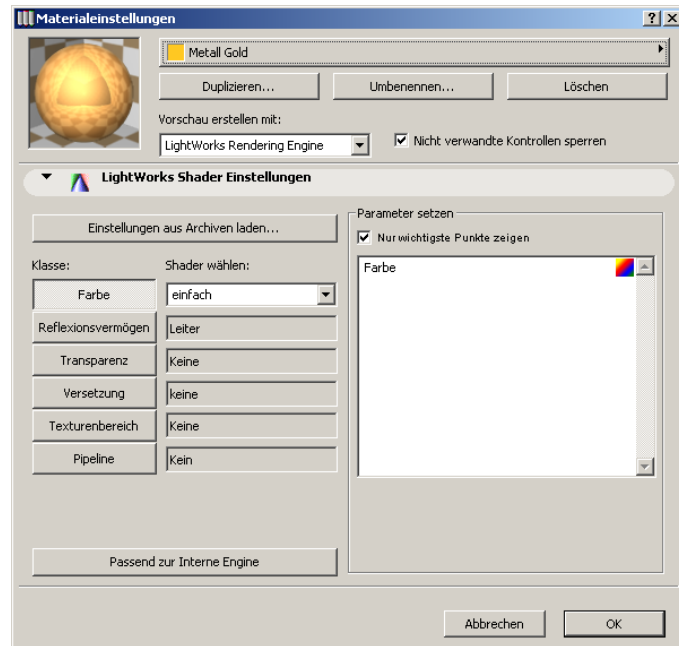 Materialeinstellungen
Metall Gold
Duplizieren... Umbenennen... Löschen
Vorschau erstellen mit:
LightWorks Rendering Engine
Nicht verwandte Kontrollen sperren
LightWorks Shader Einstellungen
Einstellungen aus Archiven laden...
Klasse: Shader wählen:
Farbe einfach
Reflexionsvermögen Leiter
Transparenz Keine
Versetzung keine
Texturenbereich Keine
Pipeline Kein
Passend zur Interne Engine
Parameter setzen
Nur wichtigste Punkte zeigen
Farbe
Abbrechen OK